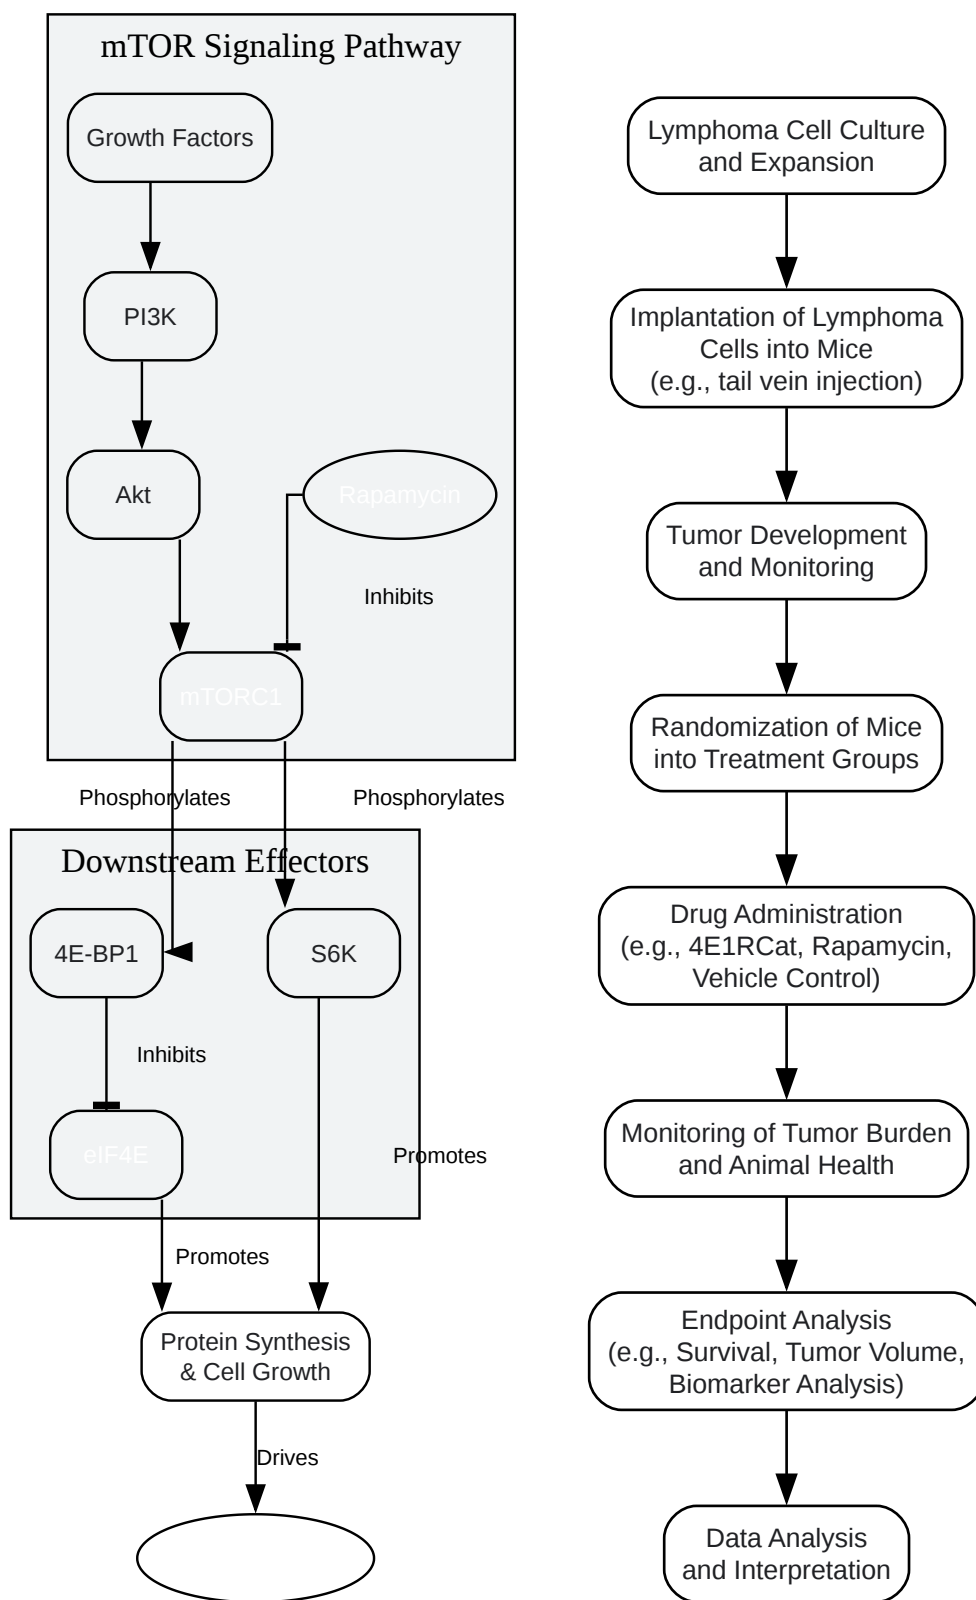 mTOR Signaling Pathway
Growth Factors
PI3K
Akt
Rapamycin
Inhibits
mTORC1
Phosphorylates
Phosphorylates
Downstream Effectors
4E-BP1
S6K
Inhibits
eIF4E
Promotes
Promotes
Protein Synthesis
& Cell Growth
Drives
Lymphoma Cell Culture
and Expansion
Implantation of Lymphoma
Cells into Mice
(e.g., tail vein injection)
Tumor Development
and Monitoring
Randomization of Mice
into Treatment Groups
Drug Administration
(e.g., 4E1RCat, Rapamycin,
Vehicle Control)
Monitoring of Tumor Burden
and Animal Health
Endpoint Analysis
(e.g., Survival, Tumor Volume,
Biomarker Analysis)
Data Analysis
and Interpretation